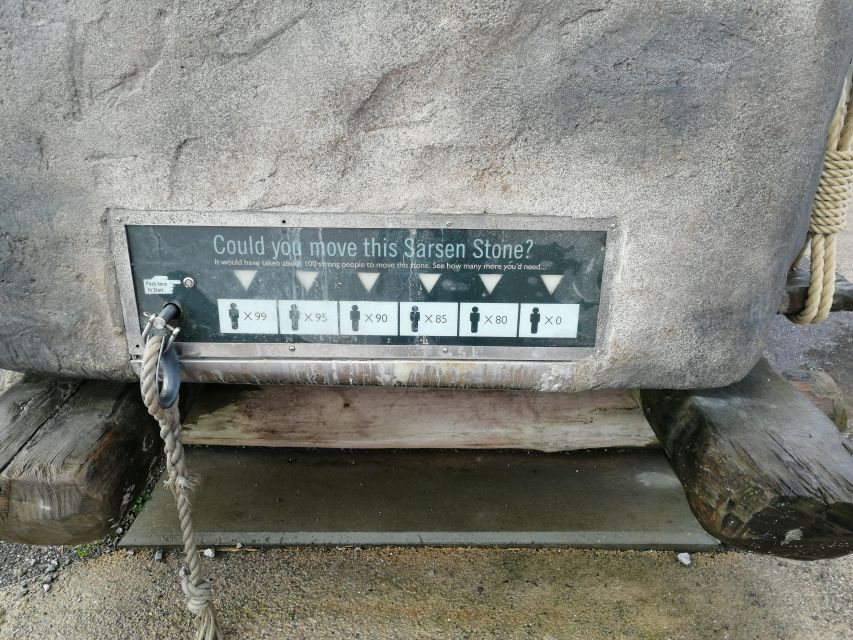 Could you move this Sarsen Stone?
It would have taken about 100 strong people to move this stone. See how many more you'd need...
Push here
to Start
X 99 X 95 X 90 X 85 X 80 X 0